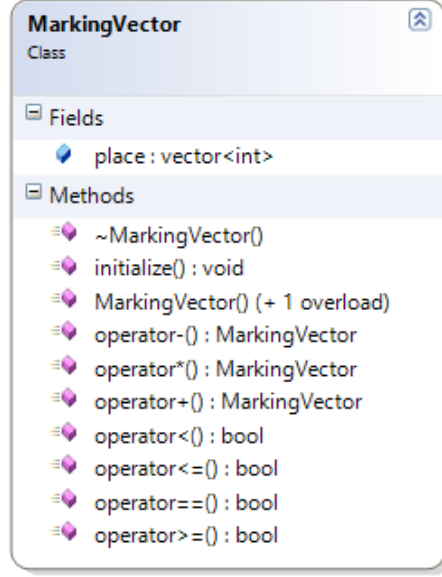 MarkingVector
Class
Fields
place : vector<int>
Methods
~MarkingVector()
initialize() : void
MarkingVector() (+ 1 overload)
operator-() : MarkingVector
operator*() : MarkingVector
operator+() : MarkingVector
operator<() : bool
operator<=() : bool
operator==() : bool
operator>=() : bool